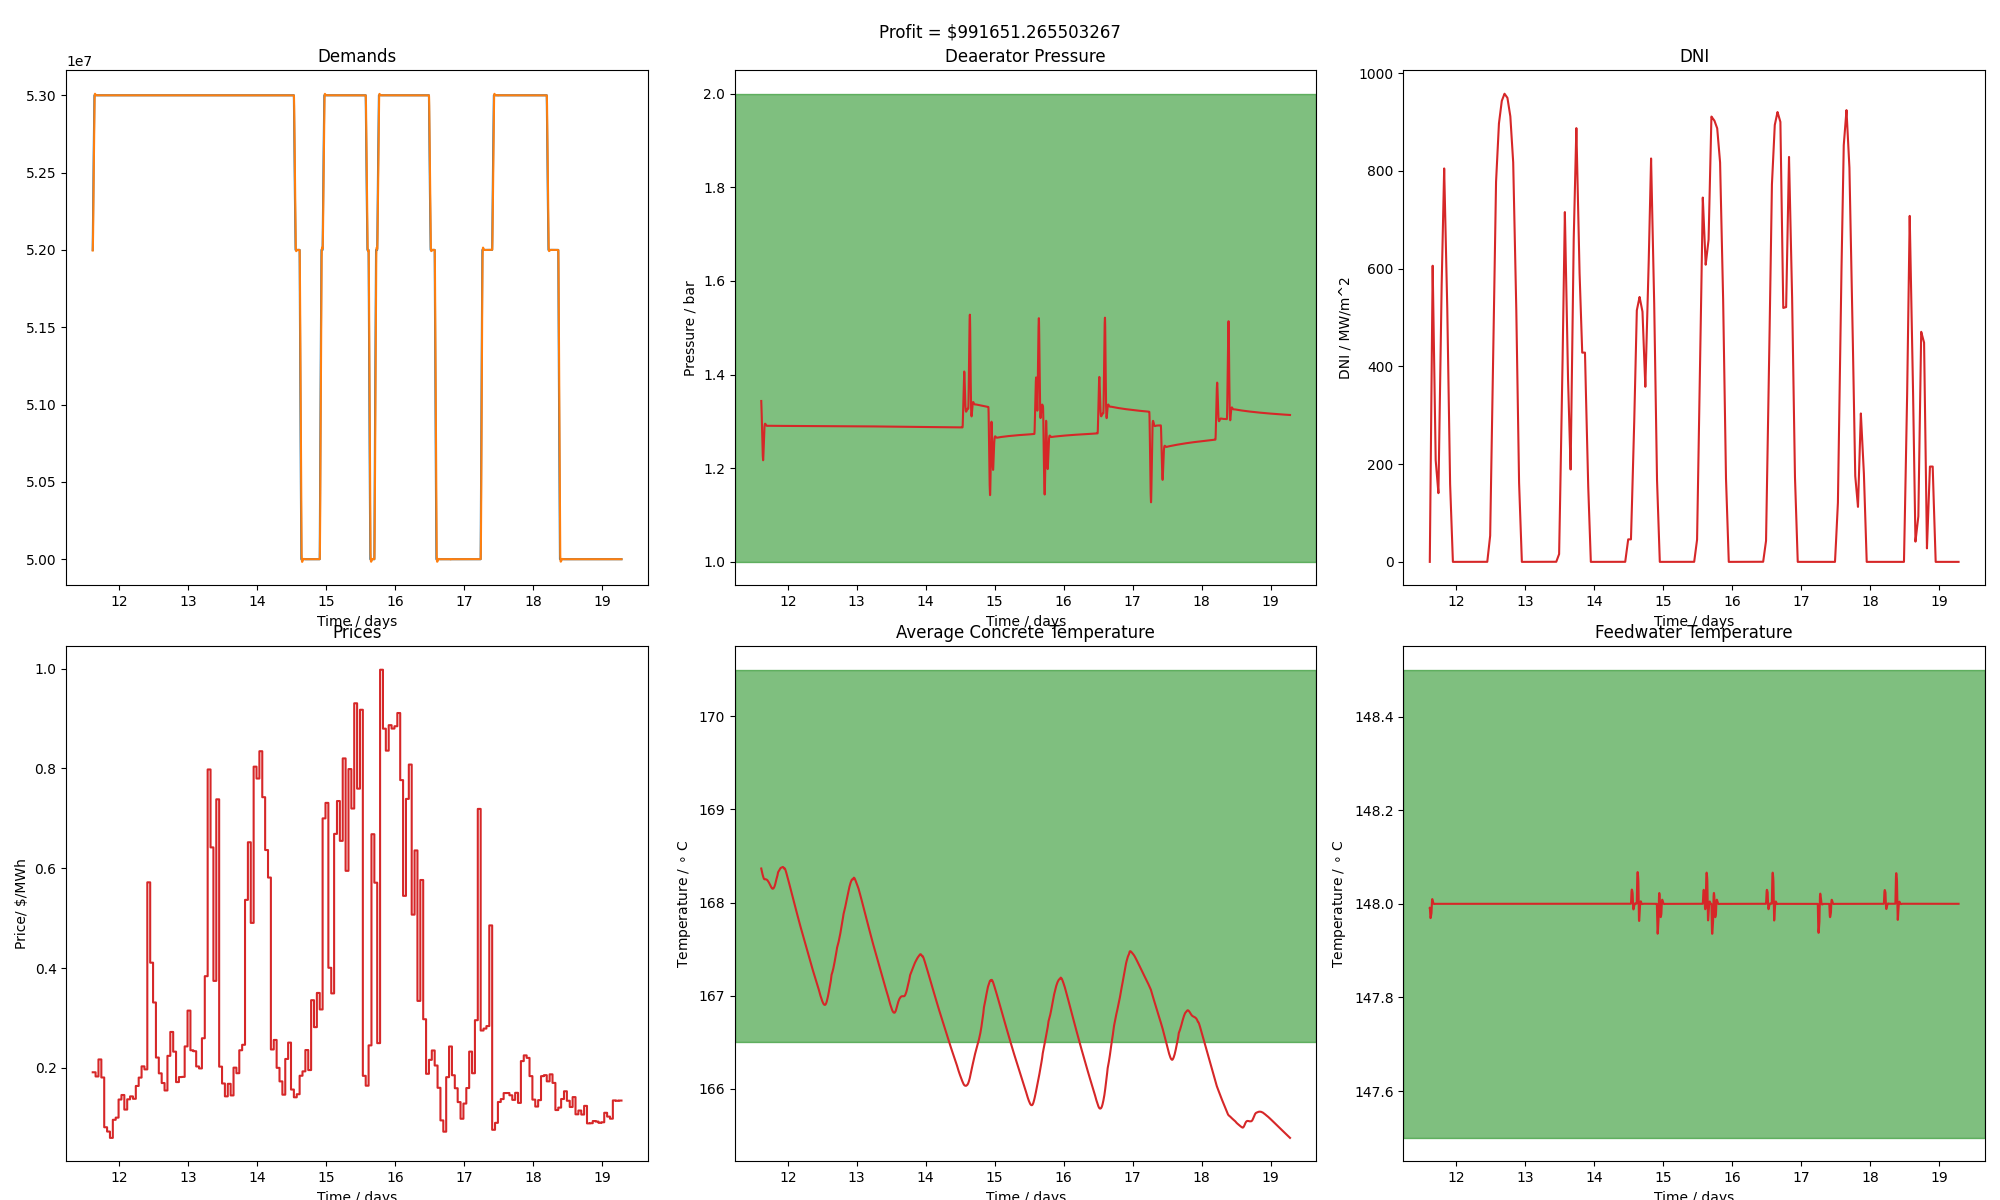 Profit = $991651.265503267
Demands
1e7
5.30
5.25
5.20
5.15
5.10
5.05
5.00
12 13 14 15 16 17 18 19
Time / days
Deaerator Pressure
Pressure / bar
2.0
1.8
1.6
1.4
1.2
1.0
12 13 14 15 16 17 18 19
Time / days
DNI
DNI / MW/m^2
1000
800
600
400
200
0
12 13 14 15 16 17 18 19
Time / days
Prices
Price/ $/MWh
1.0
0.8
0.6
0.4
0.2
12 13 14 15 16 17 18 19
Time / days
Average Concrete Temperature
Temperature / ∘ C
170
169
168
167
166
12 13 14 15 16 17 18 19
Time / days
Feedwater Temperature
Temperature / ∘ C
148.4
148.2
148.0
147.8
147.6
12 13 14 15 16 17 18 19
Time / days